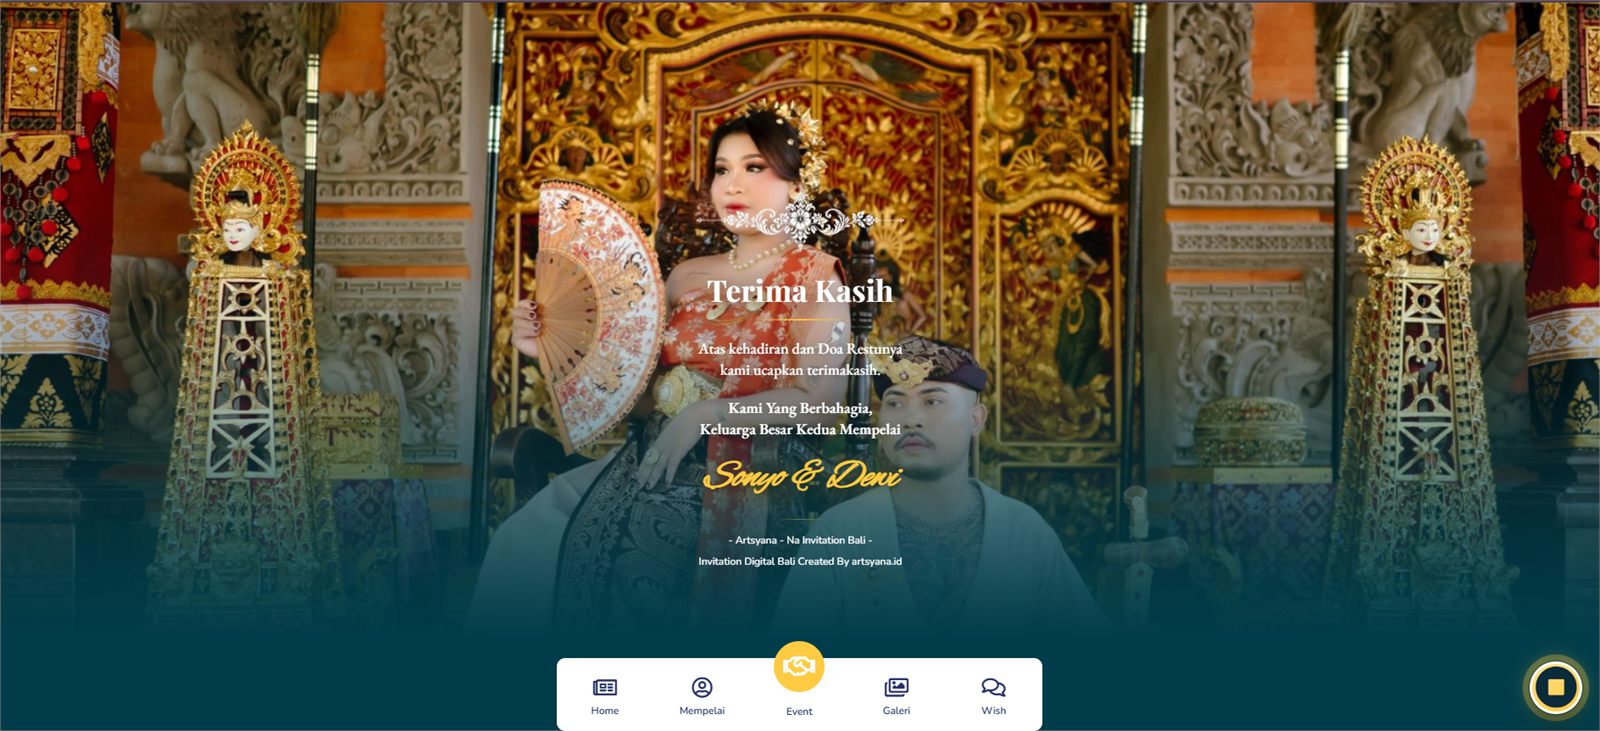 Terima Kasih
Atas kehadiran dan Doa Restunya
kami ucapkan terimakasih.
Kami Yang Berbahagia,
Keluarga Besar Kedua Mempelai
Sonyo & Dewi
- Artsyana - Na Invitation Bali -
Invitation Digital Bali Created By artsyana.id
Home
Mempelai
Event
Galeri
Wish